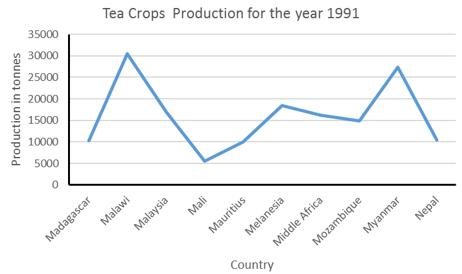 Tea Crops Production for the year 1991
35000
30000
25000
20000
15000
10000
5000
0
Production in tonnes
Madagascar
Malawi
Malaysia
Mali
Mauritius
Melanesia
Middle Africa
Mozambique
Myanmar
Nepal
Country